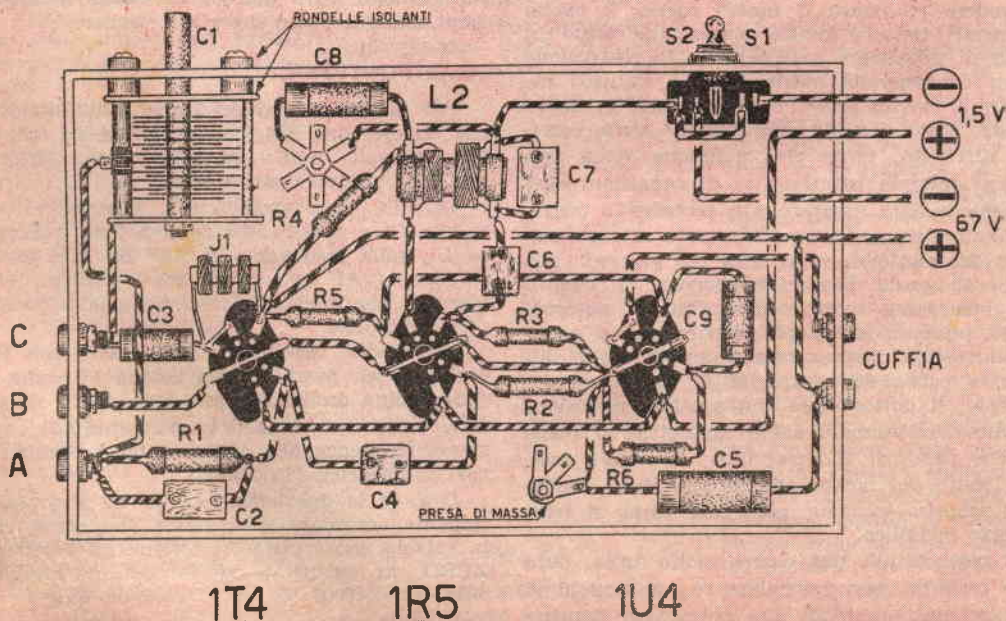 RONDELLE ISOLANTI
C1
C8
S2 S1
L2
1,5 V
C7
R4
67 V
J1
C6
C3
R5
R3
C9
C
CUFFIA
B
R2
R1
A
R6
C5
C4
C2
PRESA DI MASSA
1T4 1R5 1U4